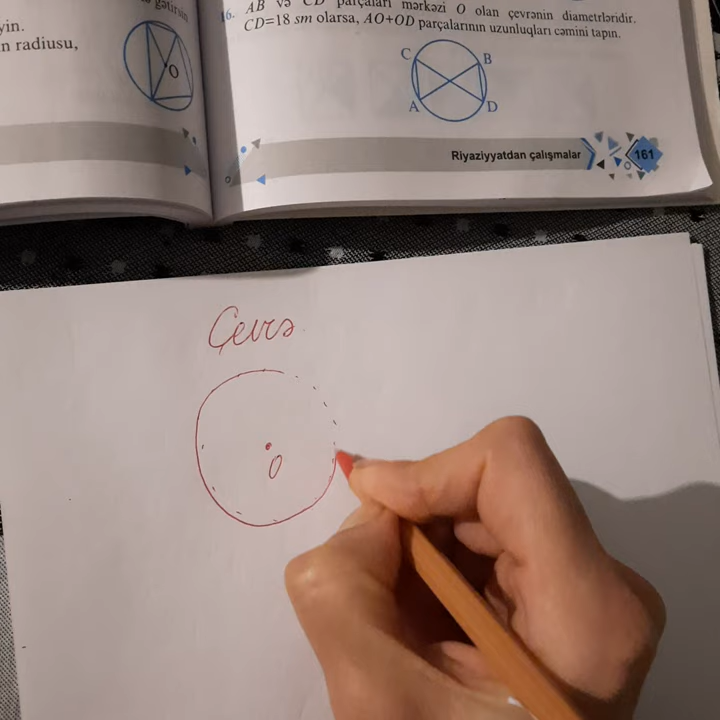 yin.
n radiusu,
O
16. AB və CD parçaları mərkəzi O olan çevrənin diametrləridir.
CD=18 sm olarsa, AO+OD parçalarının uzunluqları cəmini tapın.
C B
A D
Riyaziyyatdan çalışmalar 161
Çevrə
O